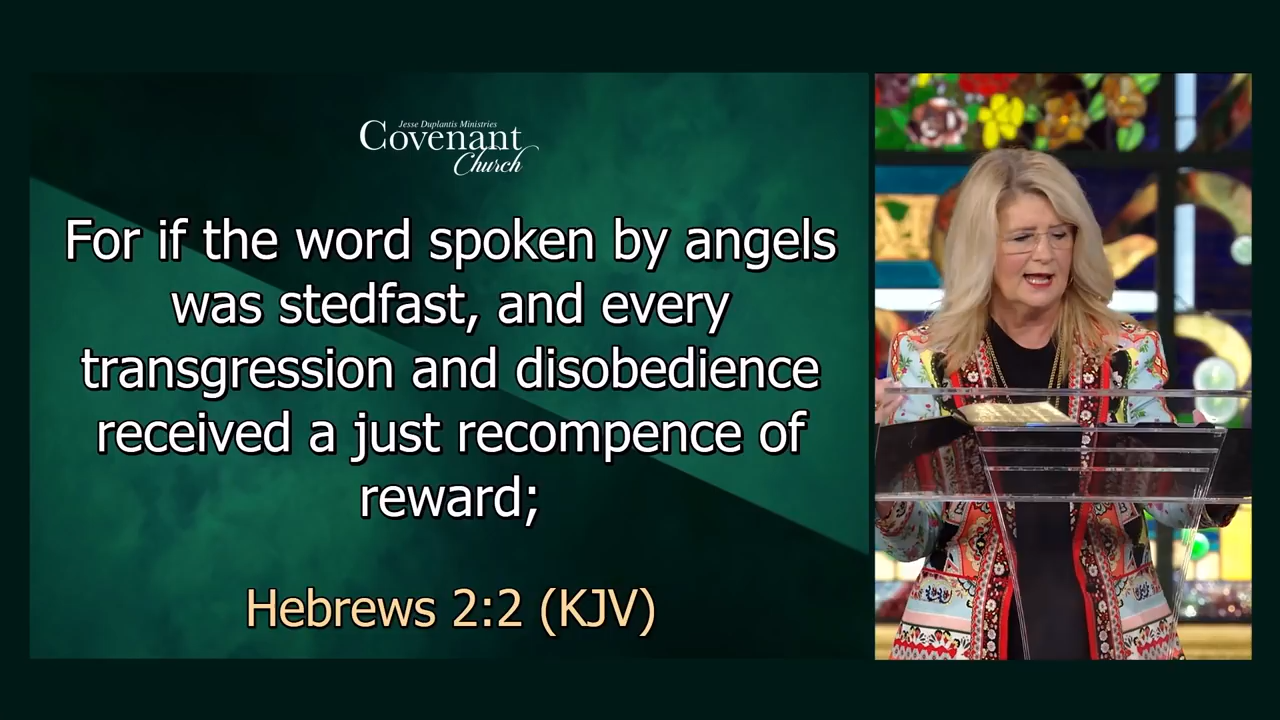 Jesse Duplantis Ministries
Covenant
Church
For if the word spoken by angels
was stedfast, and every
transgression and disobedience
received a just recompence of
reward;
Hebrews 2:2 (KJV)